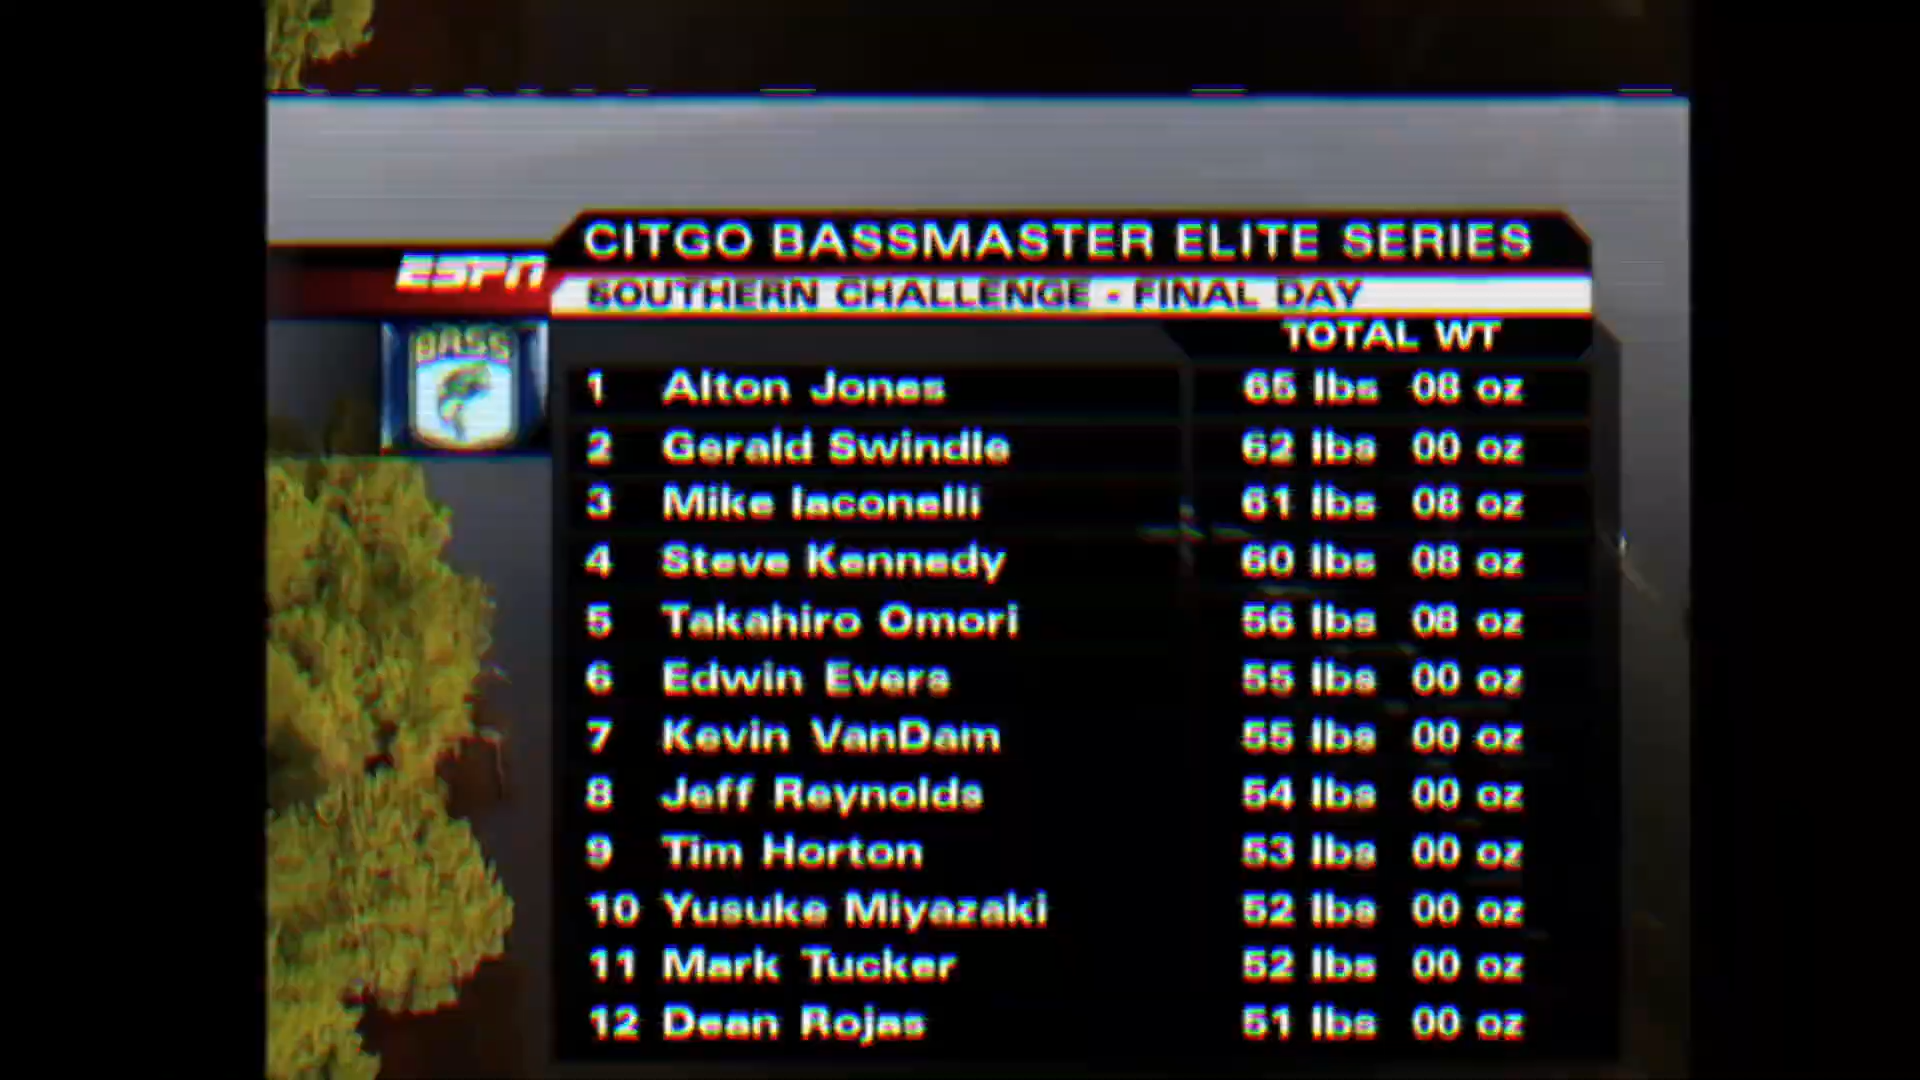 CITGO BASSMASTER ELITE SERIES
ESPN
SOUTHERN CHALLENGE - FINAL DAY
BASS
TOTAL WT
1 Alton Jones 65 lbs 08 oz
2 Gerald Swindle 62 lbs 00 oz
3 Mike Iaconelli 61 lbs 08 oz
4 Steve Kennedy 60 lbs 08 oz
5 Takahiro Omori 56 lbs 08 oz
6 Edwin Evers 55 lbs 00 oz
7 Kevin VanDam 55 lbs 00 oz
8 Jeff Reynolds 54 lbs 00 oz
9 Tim Horton 53 lbs 00 oz
10 Yusuke Miyazaki 52 lbs 00 oz
11 Mark Tucker 52 lbs 00 oz
12 Dean Rojas 51 lbs 00 oz